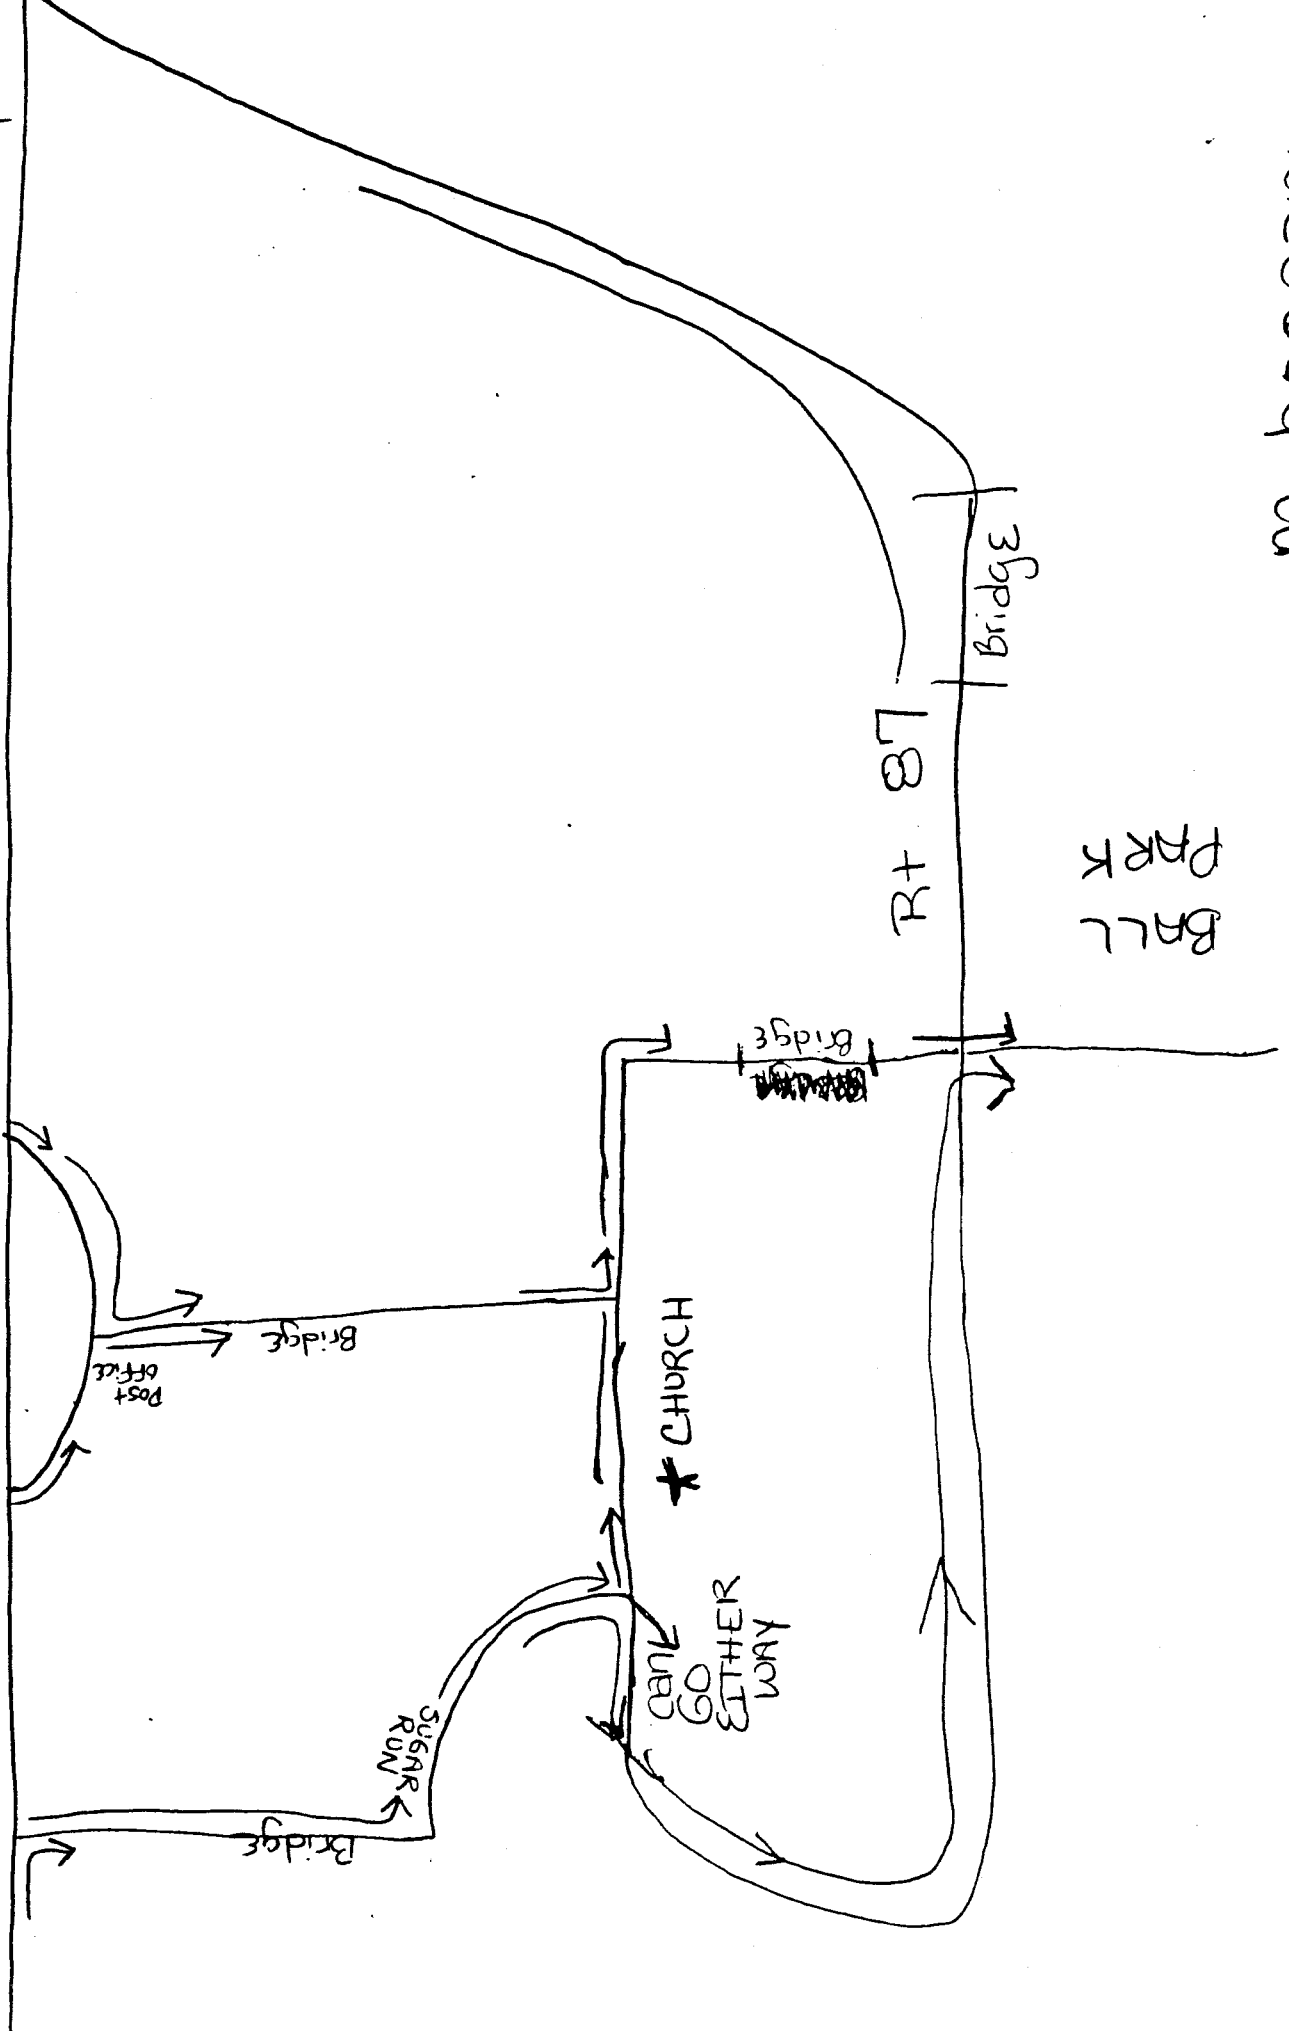 Bridge
Rt 87
BALL
PARK
Bridge
Bridge
Post
office
* CHURCH
Can
GO
EITHER
WAY
SUGAR
RUN
Bridge